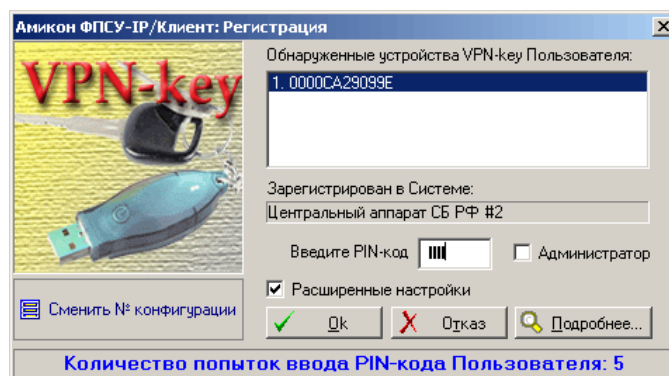 Амикон ФПСУ-IP/Клиент: Регистрация
VPN-key
Обнаруженные устройства VPN-key Пользователя:
1. 0000CA29099E
Зарегистрирован в Системе:
Центральный аппарат СБ РФ #2
Введите PIN-код
Администратор
Расширенные настройки
Сменить № конфигурации
Ok
Отказ
Подробнее...
Количество попыток ввода PIN-кода Пользователя: 5